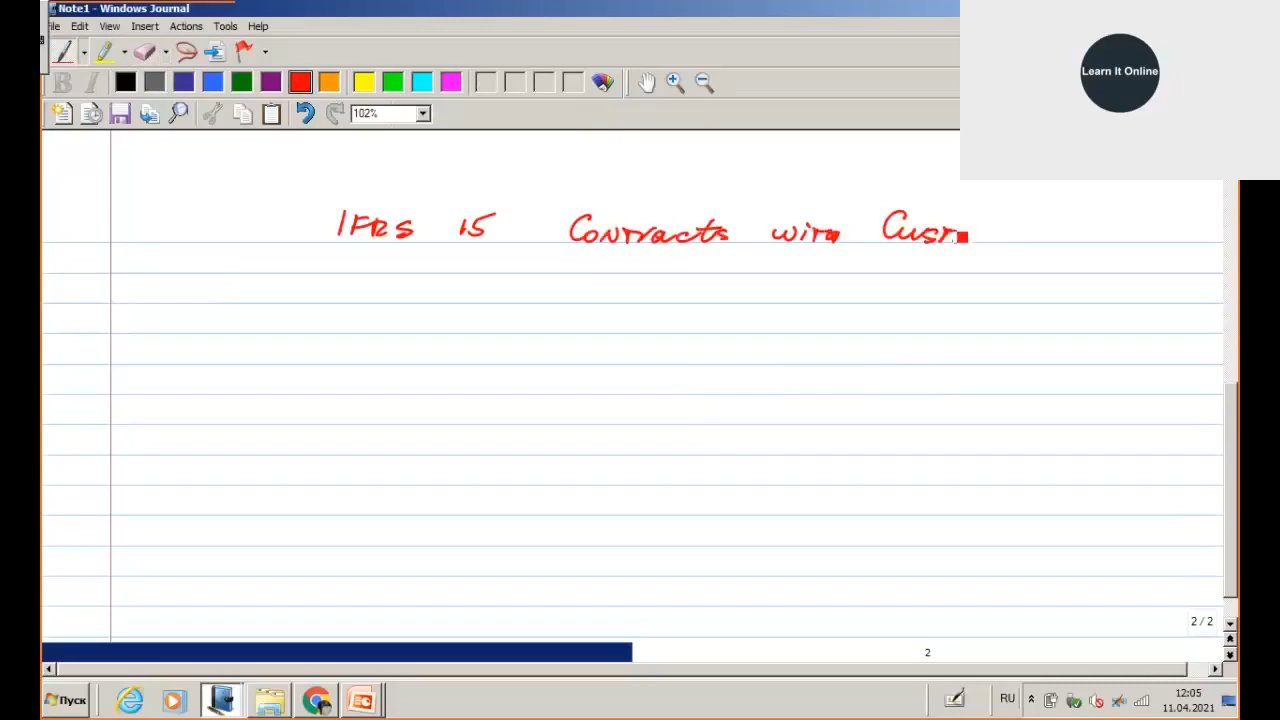 Note1 - Windows Journal
File Edit View Insert Actions Tools Help
Learn It Online
B I
102%
IFRS 15 Contracts with Cust
2 / 2
2
Пуск
RU
12:05
11.04.2021